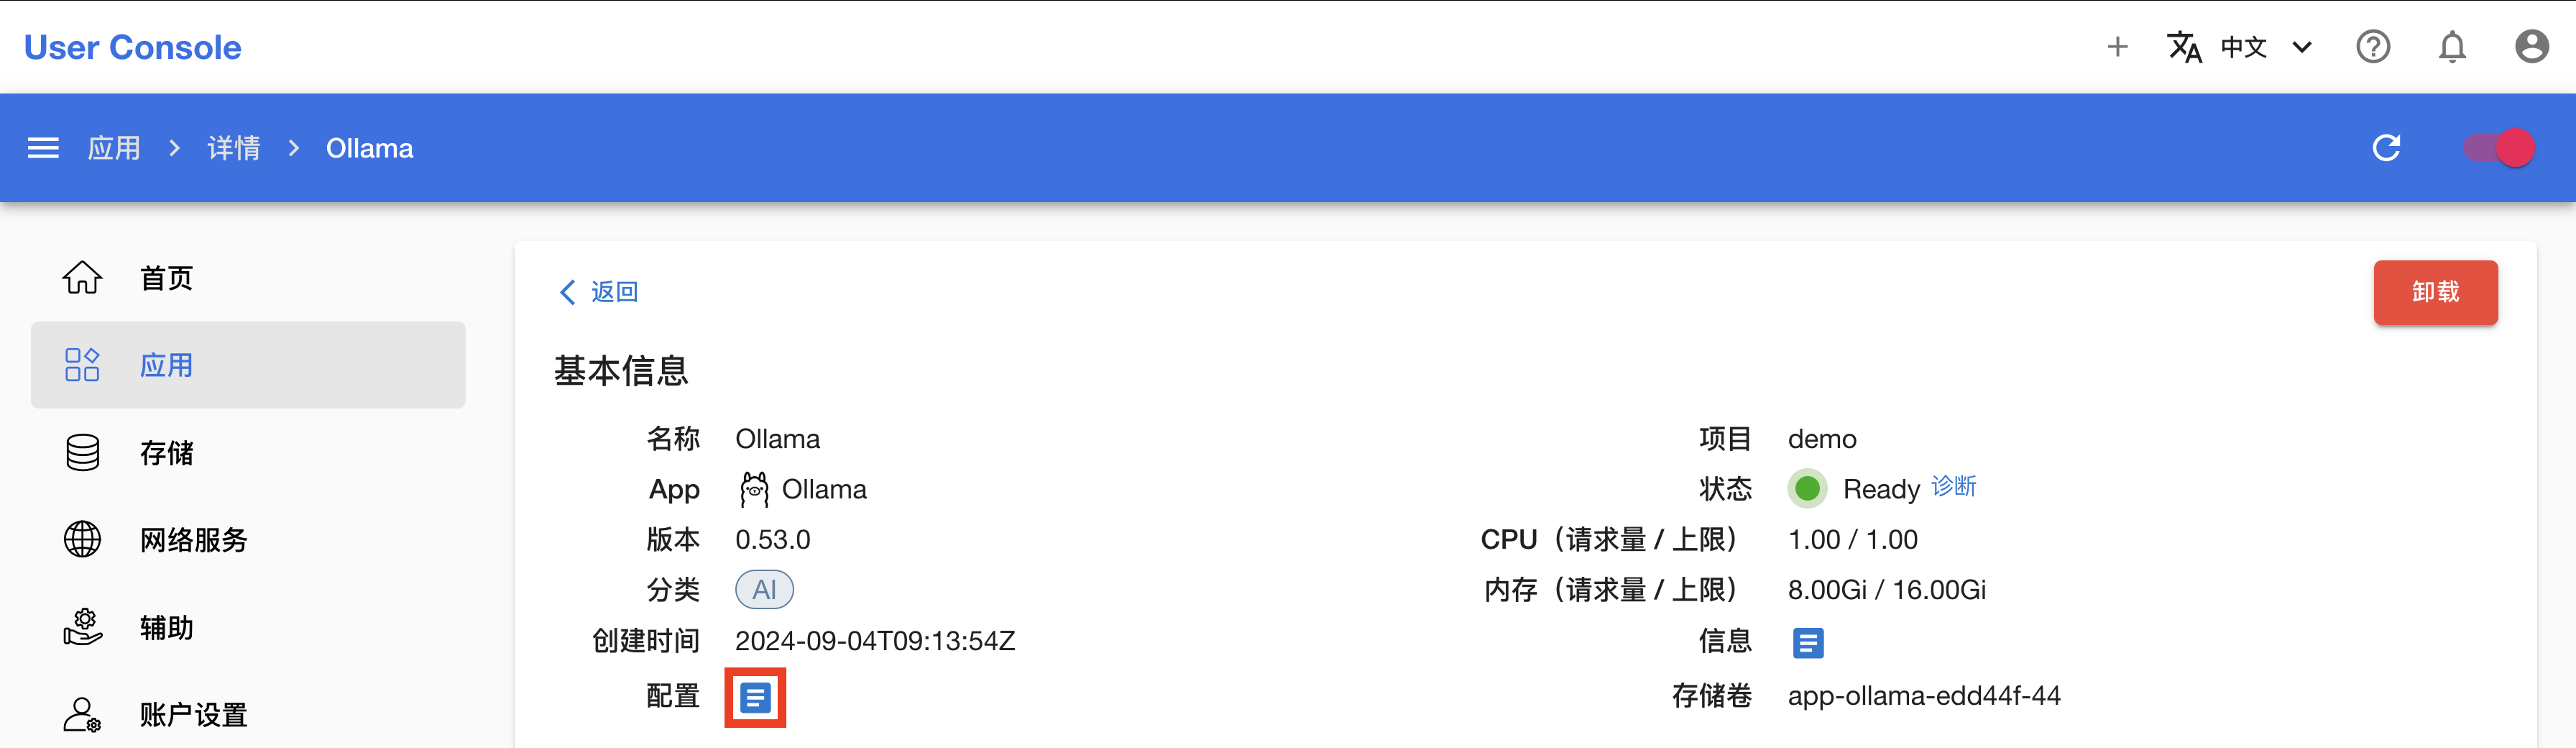 User Console
中文
应用 > 详情 > Ollama
首页
应用
存储
网络服务
辅助
账户设置
返回
卸载
基本信息
名称 Ollama
App Ollama
版本 0.53.0
分类 AI
创建时间 2024-09-04T09:13:54Z
配置
项目 demo
状态 Ready 诊断
CPU（请求量 / 上限） 1.00 / 1.00
内存（请求量 / 上限） 8.00Gi / 16.00Gi
信息
存储卷 app-ollama-edd44f-44